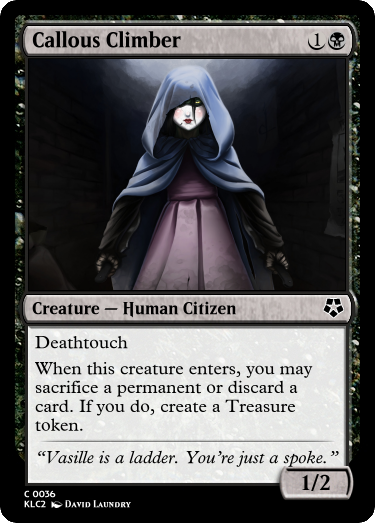 Callous Climber 1
Creature — Human Citizen
Deathtouch
When this creature enters, you may
sacrifice a permanent or discard a
card. If you do, create a Treasure
token.
“Vasille is a ladder. You’re just a spoke.”
1/2
C 0036
KLC2 David Laundry